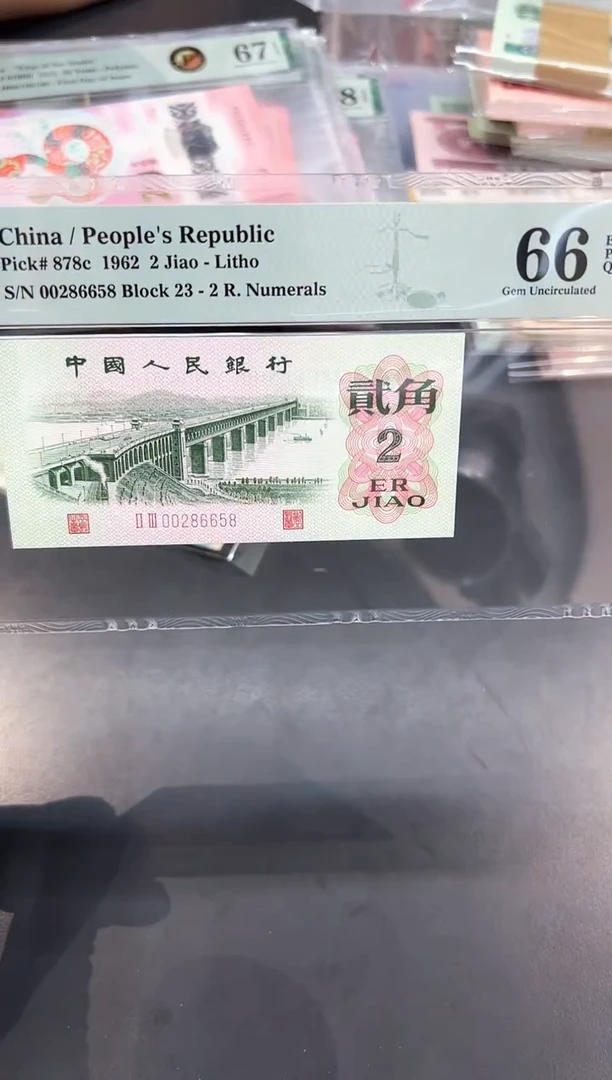 67
8
China / People's Republic
Pick# 878c 1962 2 Jiao - Litho
S/N 00286658 Block 23 - 2 R. Numerals
66
Gem Uncirculated
E
P
Q
中國人民銀行
貳角
2
ER
JIAO
II III 00286658